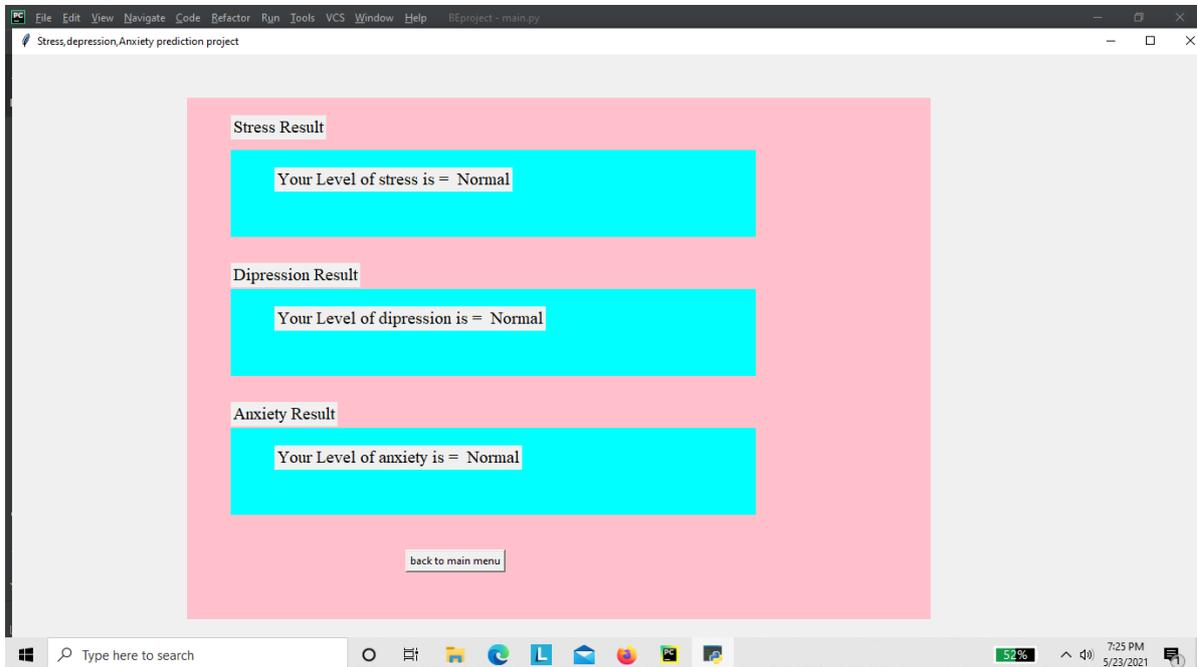 PC File Edit View Navigate Code Refactor Run Tools VCS Window Help BEproject - main.py
Stress,depression,Anxiety prediction project
Stress Result
Your Level of stress is = Normal
Dipression Result
Your Level of dipression is = Normal
Anxiety Result
Your Level of anxiety is = Normal
back to main menu
Type here to search
L
PC
52%
7:25 PM
5/23/2021
1